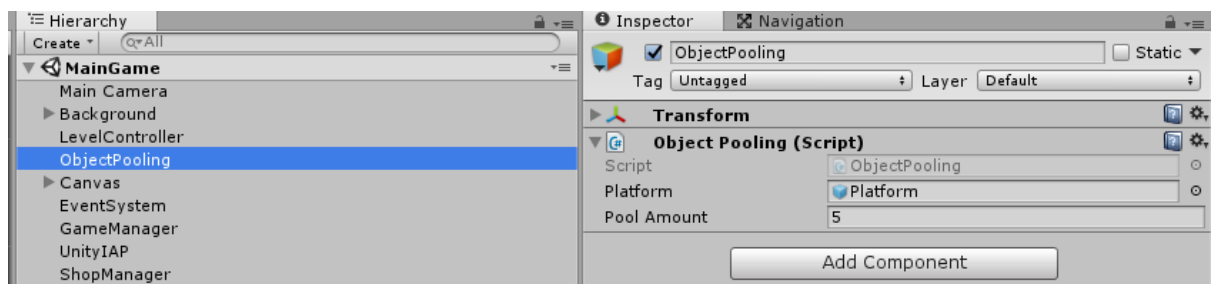 Hierarchy
Create
All
MainGame
Main Camera
Background
LevelController
ObjectPooling
Canvas
EventSystem
GameManager
UnityIAP
ShopManager
Inspector Navigation
ObjectPooling Static
Tag Untagged Layer Default
Transform
C# Object Pooling (Script)
Script ObjectPooling
Platform Platform
Pool Amount 5
Add Component